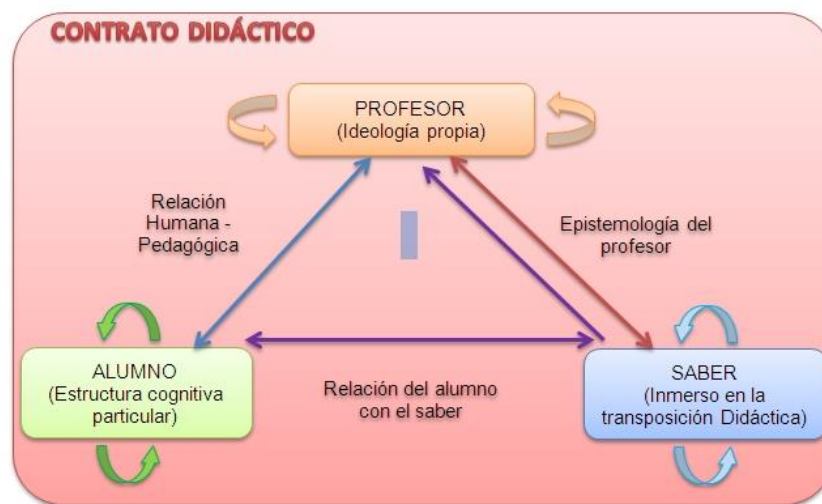 CONTRATO DIDÁCTICO
PROFESOR
(Ideología propia)
Relación
Humana -
Pedagógica
Epistemología del
profesor
ALUMNO
(Estructura cognitiva
particular)
Relación del alumno
con el saber
SABER
(Inmerso en la
transposición Didáctica)